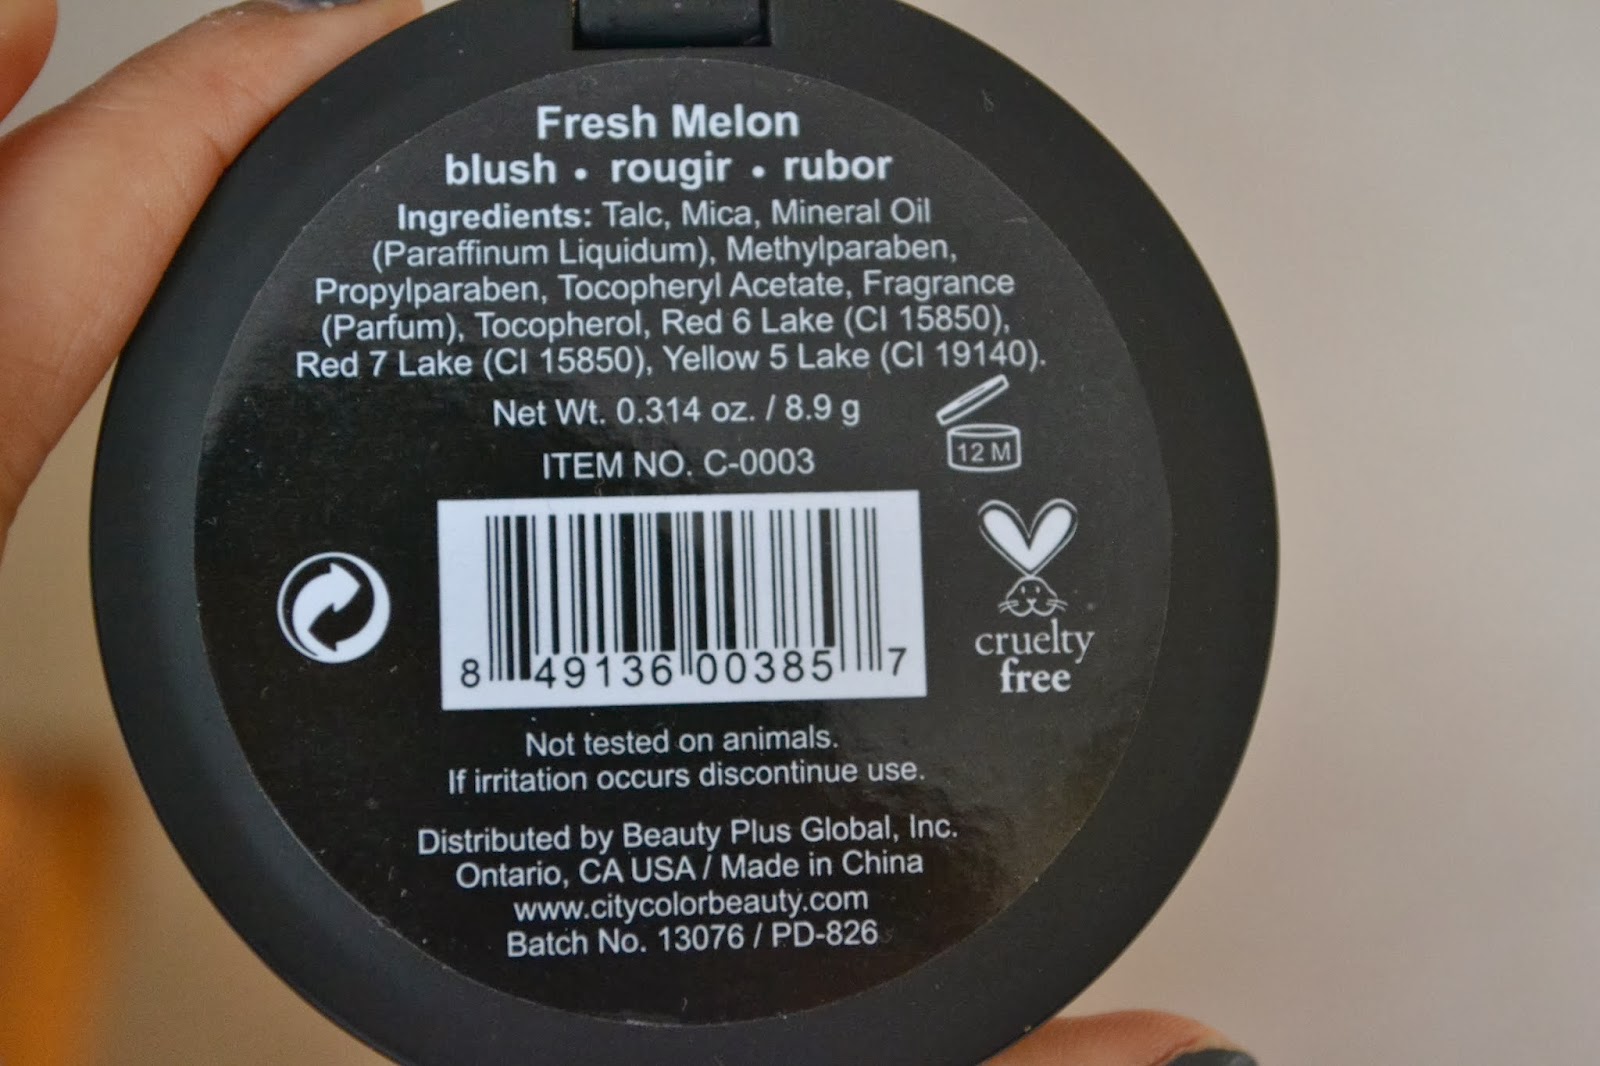 Fresh Melon
blush • rougir • rubor
Ingredients: Talc, Mica, Mineral Oil
(Paraffinum Liquidum), Methylparaben,
Propylparaben, Tocopheryl Acetate, Fragrance
(Parfum), Tocopherol, Red 6 Lake (CI 15850),
Red 7 Lake (CI 15850), Yellow 5 Lake (CI 19140).
Net Wt. 0.314 oz. / 8.9 g
12 M
ITEM NO. C-0003
8 49136 00385 7
cruelty
free
Not tested on animals.
If irritation occurs discontinue use.
Distributed by Beauty Plus Global, Inc.
Ontario, CA USA / Made in China
www.citycolorbeauty.com
Batch No. 13076 / PD-826